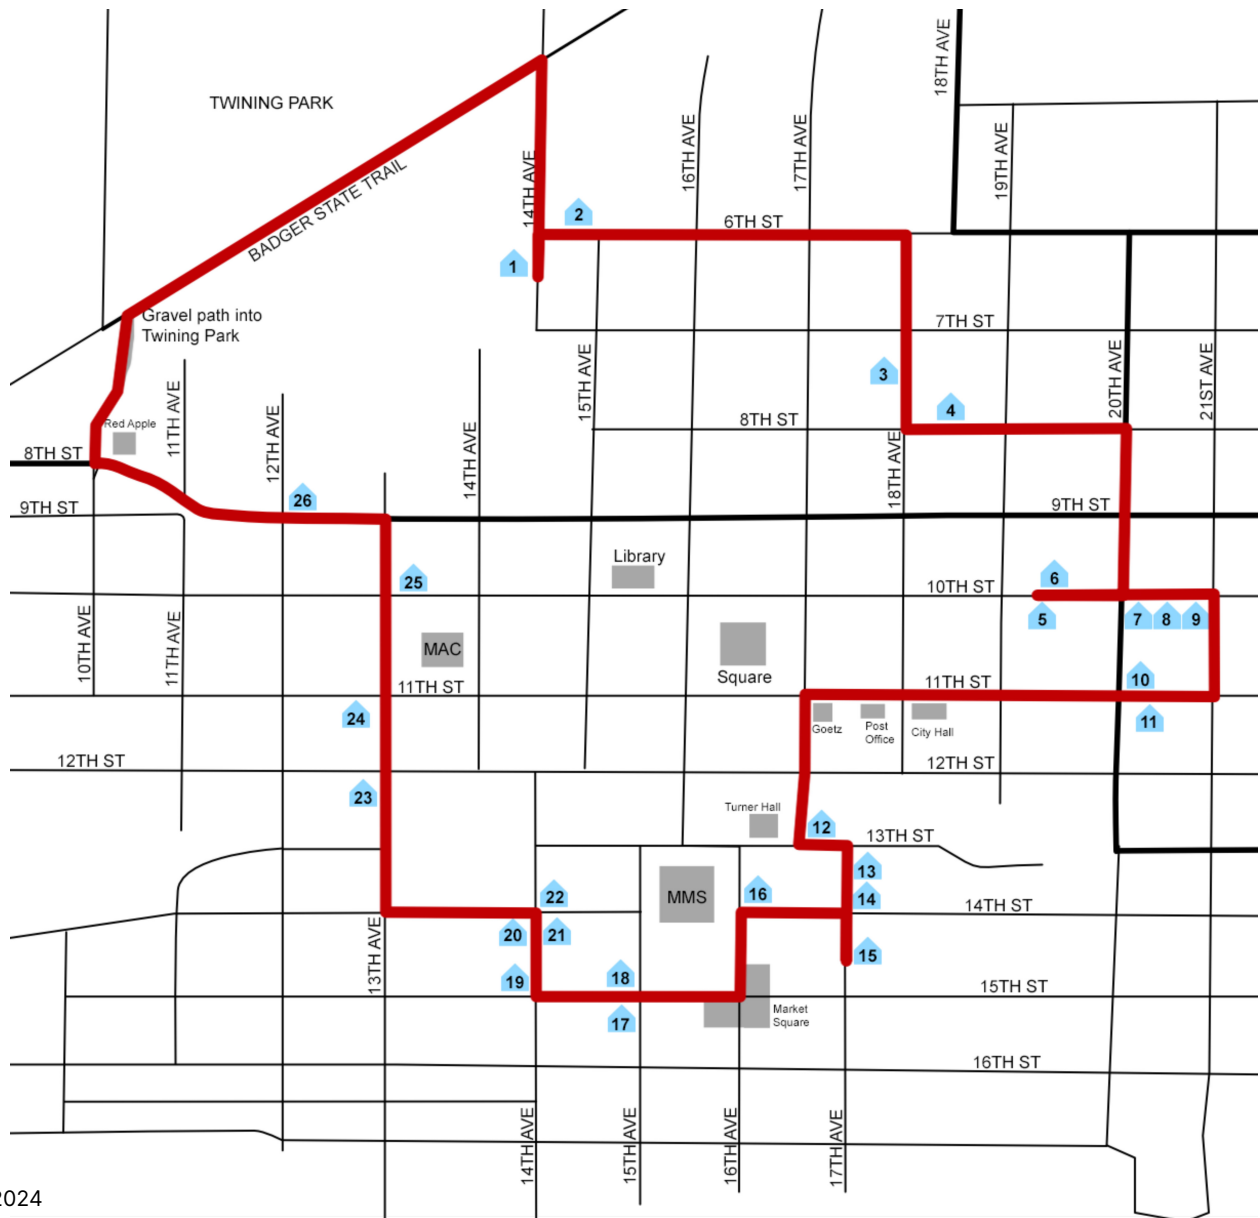 18TH AVE
TWINING PARK
16TH AVE
17TH AVE
19TH AVE
14TH AVE
BADGER STATE TRAIL
2
6TH ST
1
Gravel path into
Twining Park
7TH ST
15TH AVE
20TH AVE
21ST AVE
3
11TH AVE
12TH AVE
4
Red Apple
8TH ST
14TH AVE
18TH AVE
8TH ST
26
9TH ST
9TH ST
Library
25
6
10TH ST
5
7
8
9
10TH AVE
11TH AVE
MAC
Square
10
11TH ST
11TH ST
24
Goetz
Post
Office
City Hall
11
12TH ST
12TH ST
23
Turner Hall
12
13TH ST
13
22
MMS
16
14
14TH ST
20
21
13TH AVE
15
19
18
15TH ST
17
Market
Square
16TH ST
14TH AVE
15TH AVE
16TH AVE
17TH AVE
2024